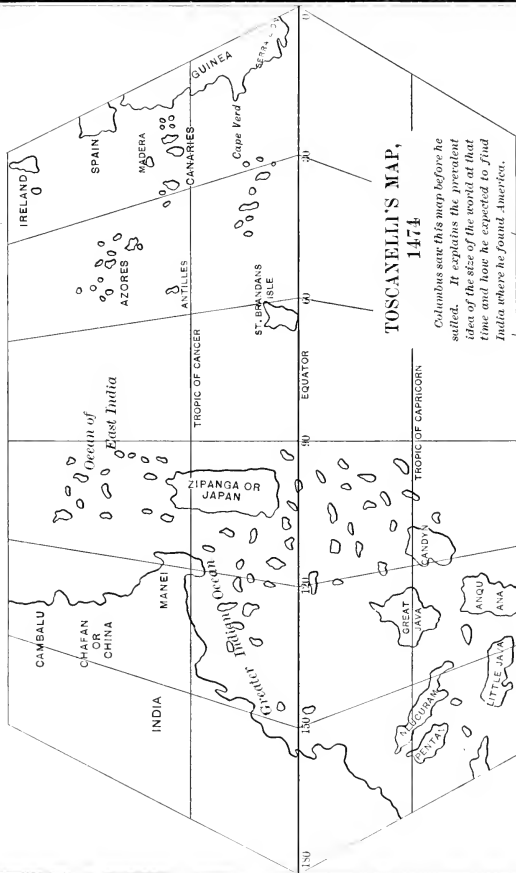 TOSCANELLI'S MAP,
1474
Columbus saw this map before he
sailed. It explains the prevalent
idea of the size of the world at that
time and how he expected to find
India where he found America.
CAMBALU
CHAFAN
OR
CHINA
INDIA
MANEI
Ocean of
East India
IRELAND
SPAIN
AZORES
MADERA
CANARIES
GUINEA
ANTILLES
Cape Verd
ST. BRANDANS
ISLE
TROPIC OF CANCER
ZIPANGA OR
JAPAN
Greater Indign Ocean
EQUATOR
180
150
120
90
60
30
0
TROPIC OF CAPRICORN
GREAT
JAVA
CANDYN
PENTAN
LITTLE JAVA
ANQU
ANA